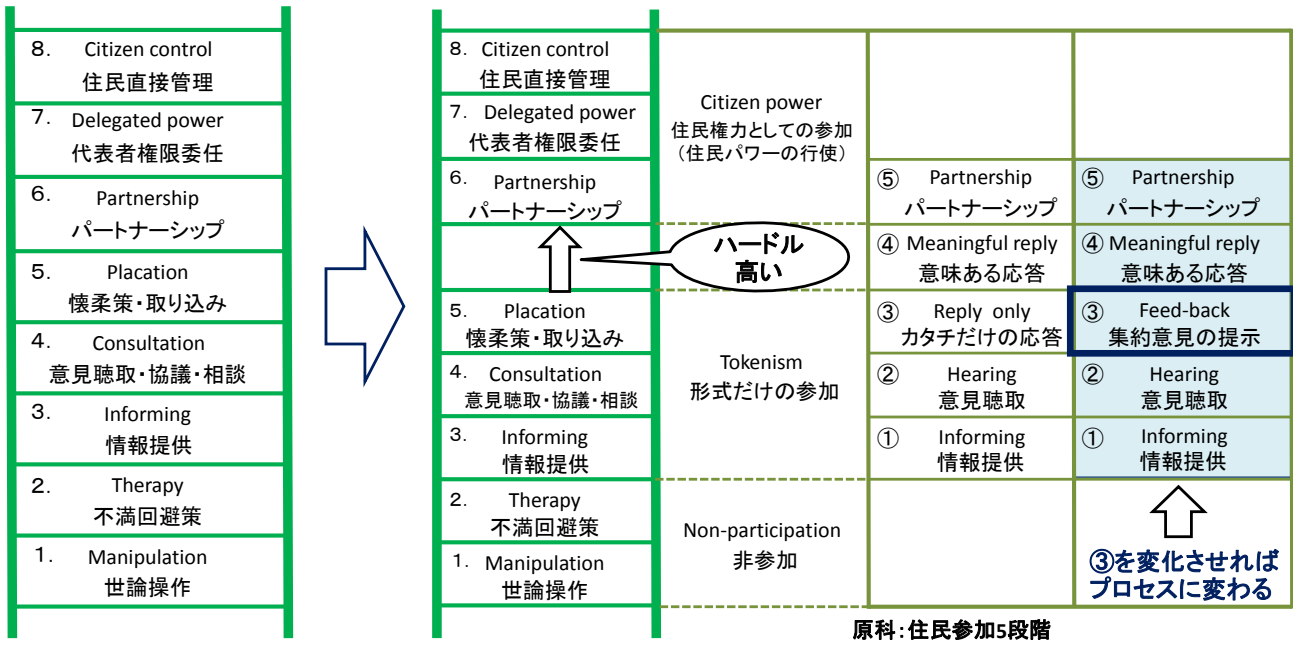 8. Citizen control
住民直接管理
7. Delegated power
代表者権限委任
6. Partnership
パートナーシップ
5. Placation
懐柔策・取り込み
4. Consultation
意見聴取・協議・相談
3. Informing
情報提供
2. Therapy
不満回避策
1. Manipulation
世論操作
8. Citizen control
住民直接管理
7. Delegated power
代表者権限委任
6. Partnership
パートナーシップ
5. Placation
懐柔策・取り込み
4. Consultation
意見聴取・協議・相談
3. Informing
情報提供
2. Therapy
不満回避策
1. Manipulation
世論操作
ハードル
高い
Citizen power
住民権力としての参加
（住民パワーの行使）
Tokenism
形式だけの参加
Non-participation
非参加
⑤ Partnership
パートナーシップ
④ Meaningful reply
意味ある応答
③ Reply only
カタチだけの応答
② Hearing
意見聴取
① Informing
情報提供
⑤ Partnership
パートナーシップ
④ Meaningful reply
意味ある応答
③ Feed-back
集約意見の提示
② Hearing
意見聴取
① Informing
情報提供
③を変化させれば
プロセスに変わる
原科：住民参加5段階